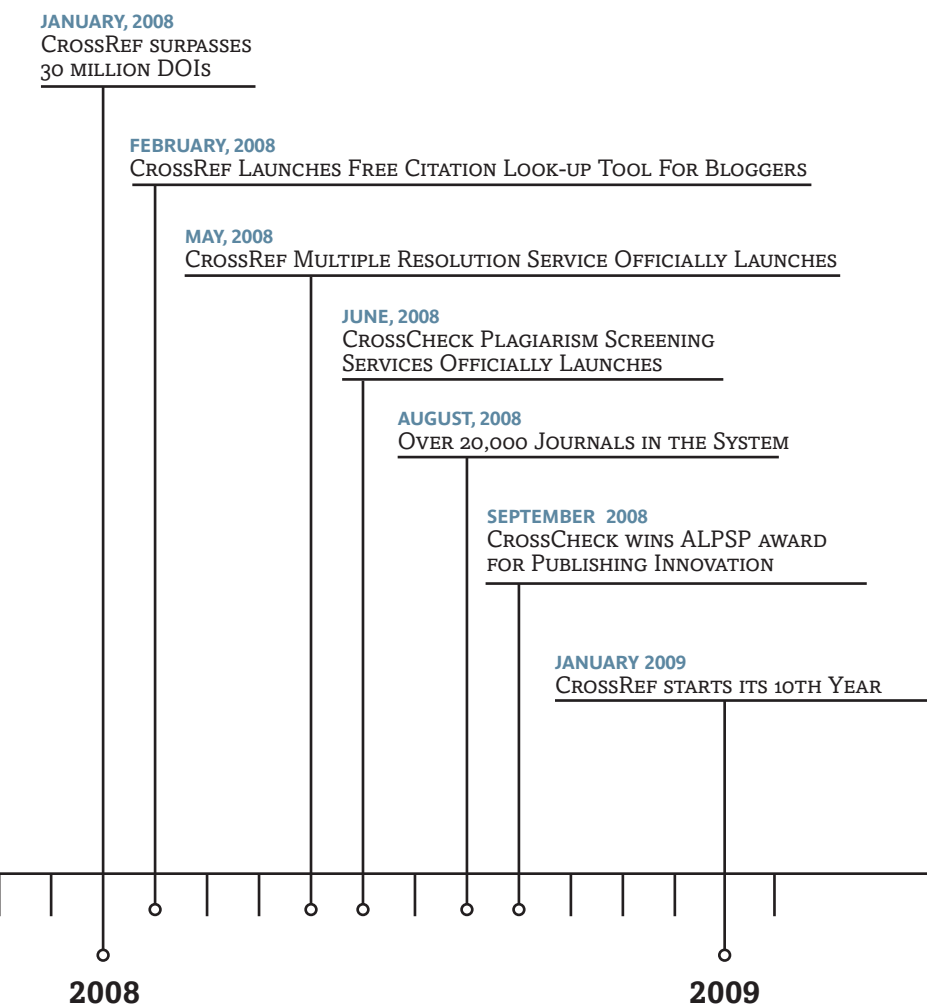 JANUARY, 2008
CrossRef surpasses
30 million DOIs
FEBRUARY, 2008
CrossRef Launches Free Citation Look-up Tool For Bloggers
MAY, 2008
CrossRef Multiple Resolution Service Officially Launches
JUNE, 2008
CrossCheck Plagiarism Screening
Services Officially Launches
AUGUST, 2008
Over 20,000 Journals in the System
SEPTEMBER 2008
CrossCheck wins ALPSP award
for Publishing Innovation
JANUARY 2009
CrossRef starts its 10th Year
2008
2009